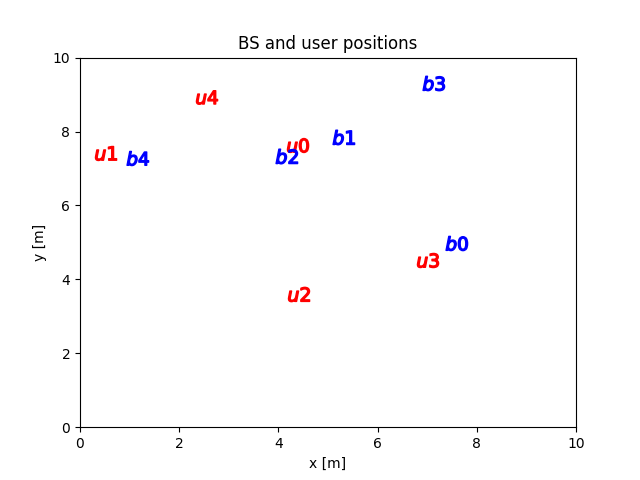 BS and user positions
10
b3
u4
8
b1
u0
u1
b4
b2
6
b0
u3
4
u2
2
0
0 2 4 6 8 10
y [m]
x [m]